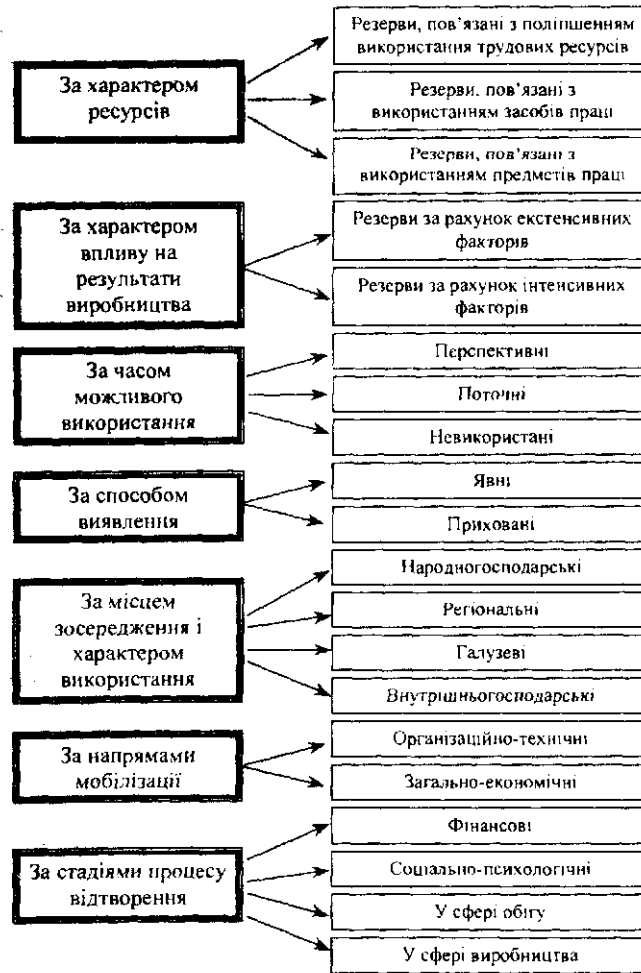 За характером
ресурсів
Резерви, пов’язані з поліпшенням
використання трудових ресурсів
Резерви, пов’язані з
використанням засобів праці
Резерви, пов’язані з
використанням предметів праці
За характером
впливу на
результати
виробництва
Резерви за рахунок екстенсивних
факторів
Резерви за рахунок інтенсивних
факторів
За часом
можливого
використання
Перспективні
Поточні
Невикористані
За способом
виявлення
Явні
Приховані
За місцем
зосередження і
характером
використання
Народногосподарські
Регіональні
Галузеві
Внутрішньогосподарські
За напрямами
мобілізації
Організаційно-технічні
Загально-економічні
За стадіями процесу
відтворення
Фінансові
Соціально-психологічні
У сфері обігу
У сфері виробництва